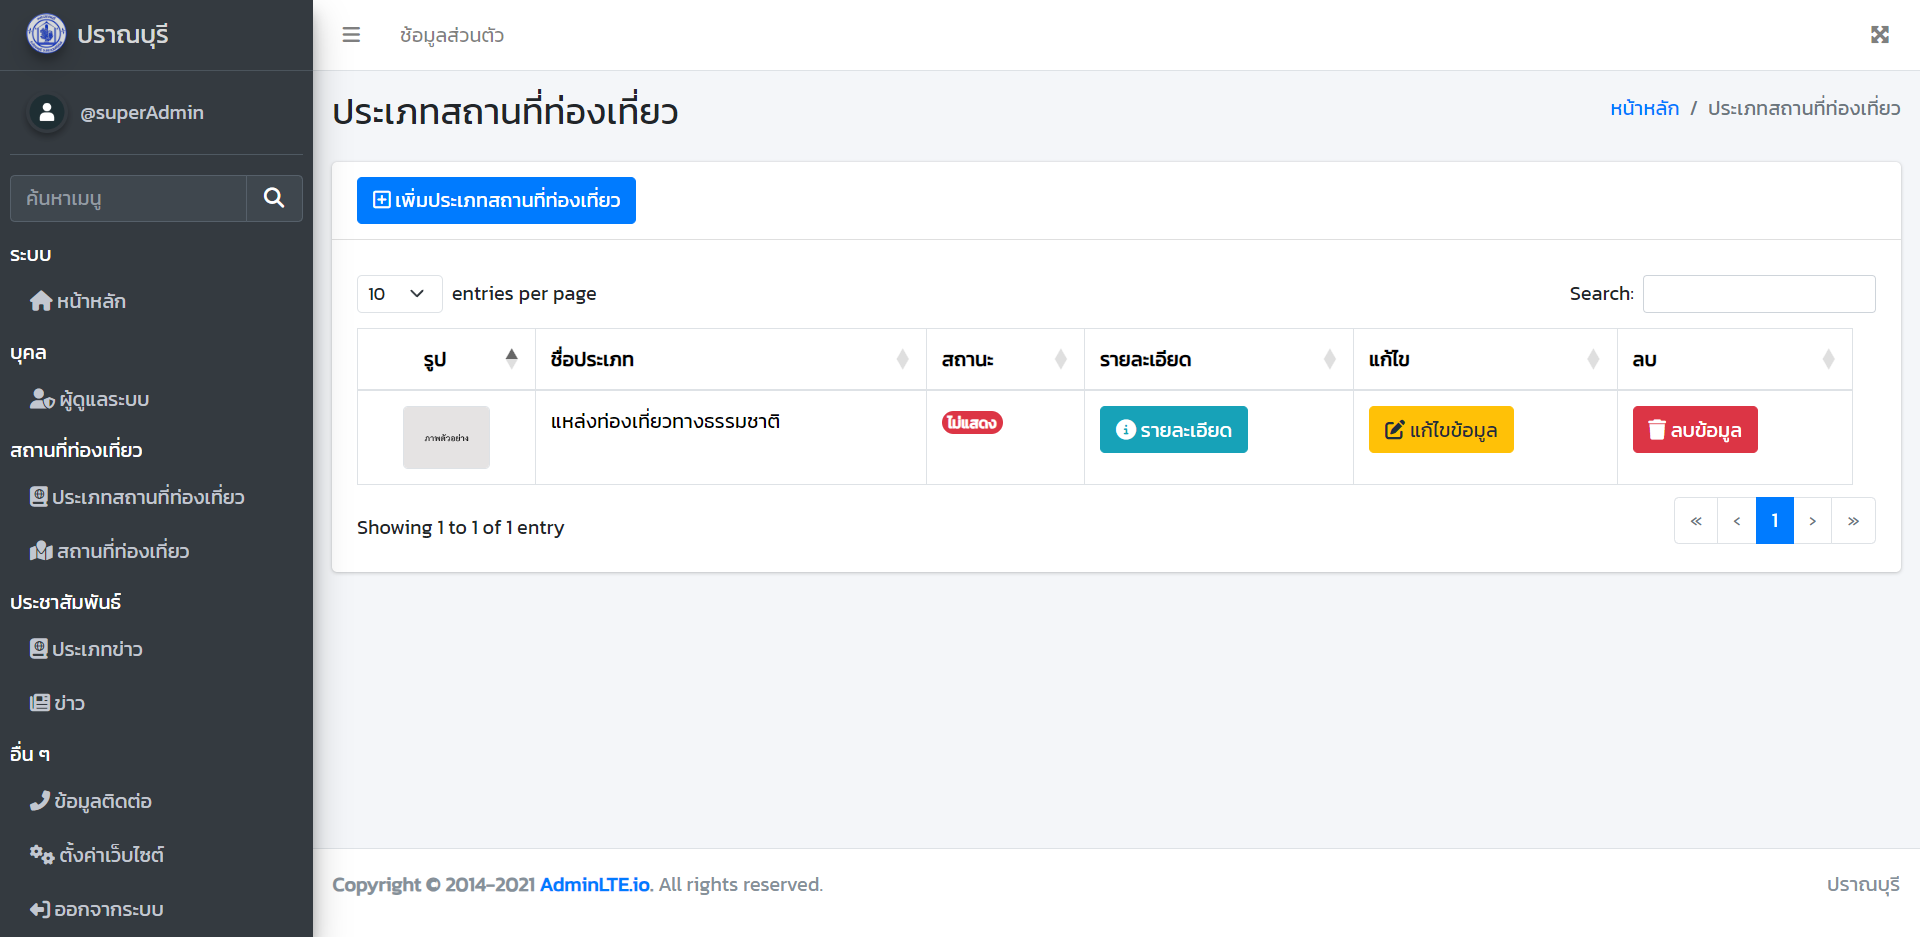 ปราณบุรี
@superAdmin
ค้นหาเมนู
ระบบ
หน้าหลัก
บุคล
ผู้ดูแลระบบ
สถานที่ท่องเที่ยว
ประเภทสถานที่ท่องเที่ยว
สถานที่ท่องเที่ยว
ประชาสัมพันธ์
ประเภทข่าว
ข่าว
อื่น ๆ
ข้อมูลติดต่อ
ตั้งค่าเว็บไซต์
ออกจากระบบ
ข้อมูลส่วนตัว
ประเภทสถานที่ท่องเที่ยว
หน้าหลัก / ประเภทสถานที่ท่องเที่ยว
เพิ่มประเภทสถานที่ท่องเที่ยว
10 entries per page
Search:
รูป ชื่อประเภท สถานะ รายละเอียด แก้ไข ลบ
ภาพตัวอย่าง แหล่งท่องเที่ยวทางธรรมชาติ ไม่แสดง รายละเอียด แก้ไขข้อมูล ลบข้อมูล
Showing 1 to 1 of 1 entry
« ‹ 1 › »
Copyright © 2014-2021 AdminLTE.io. All rights reserved.
ปราณบุรี